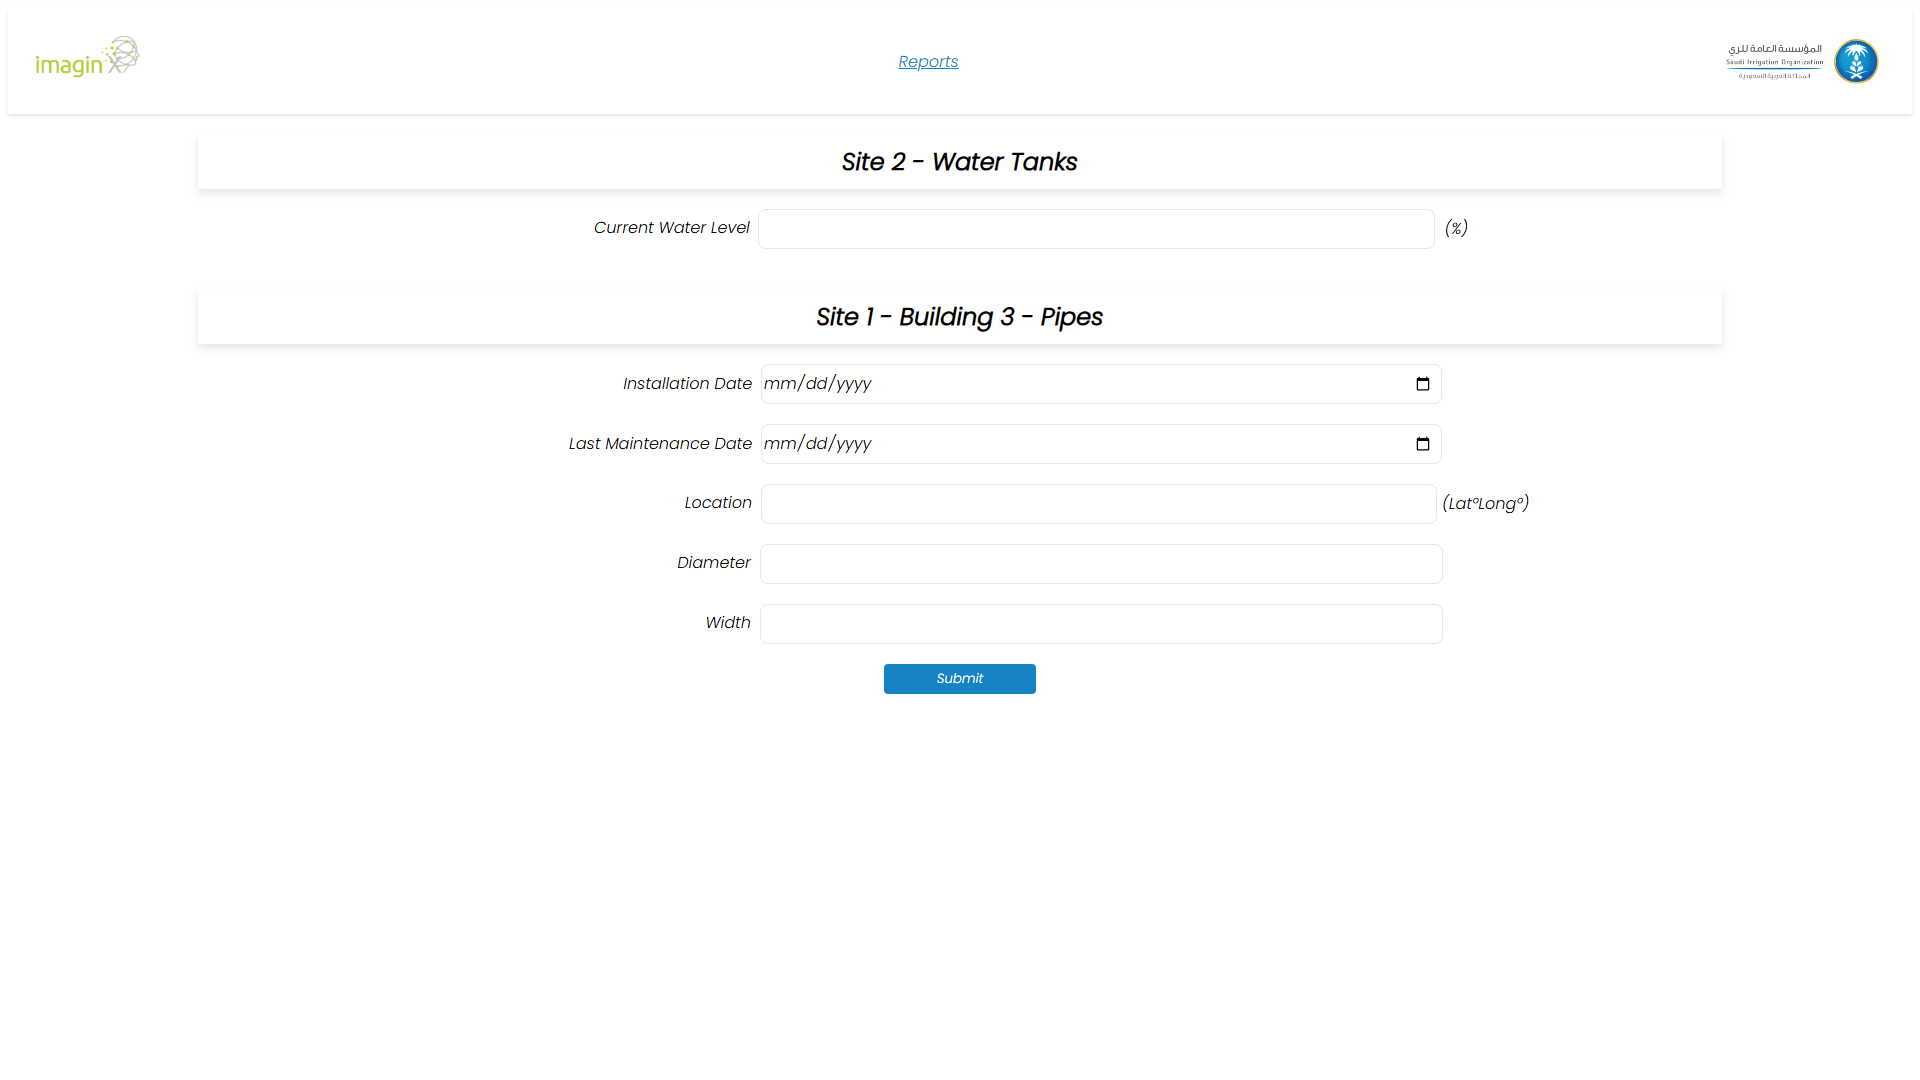 imaginX
Reports
المؤسسة العامة للري
Saudi Irrigation Organization
المملكة العربية السعودية
Site 2 - Water Tanks
Current Water Level
(%)
Site 1 - Building 3 - Pipes
Installation Date mm/dd/yyyy
Last Maintenance Date mm/dd/yyyy
Location (Lat°Long°)
Diameter
Width
Submit